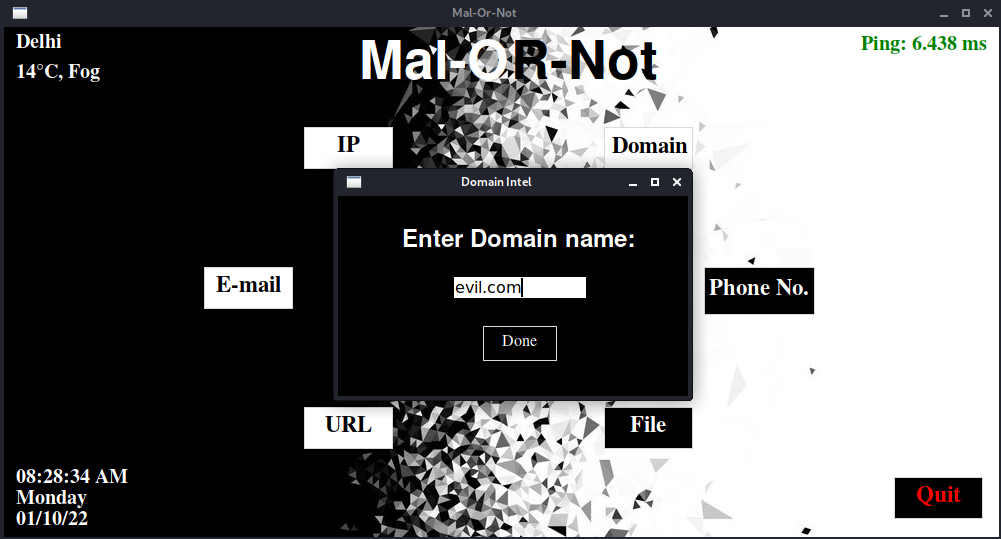 Mal-Or-Not
Delhi
14°C, Fog
Mal-OR-Not
Ping: 6.438 ms
IP
Domain
Domain Intel
Enter Domain name:
evil.com
Done
E-mail
Phone No.
URL
File
08:28:34 AM
Monday
01/10/22
Quit